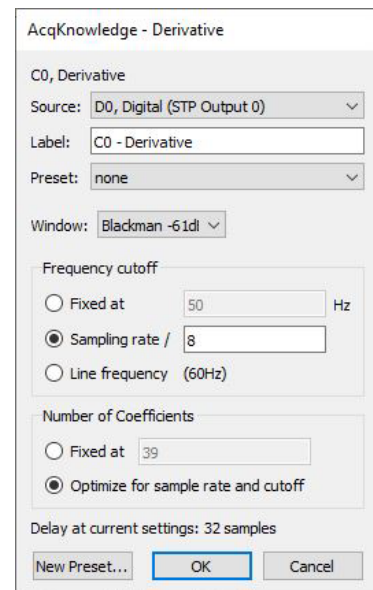 AcqKnowledge - Derivative
C0, Derivative
Source: D0, Digital (STP Output 0)
Label: C0 - Derivative
Preset: none
Window: Blackman -61dl
Frequency cutoff
Fixed at 50 Hz
Sampling rate / 8
Line frequency (60Hz)
Number of Coefficients
Fixed at 39
Optimize for sample rate and cutoff
Delay at current settings: 32 samples
New Preset... OK Cancel